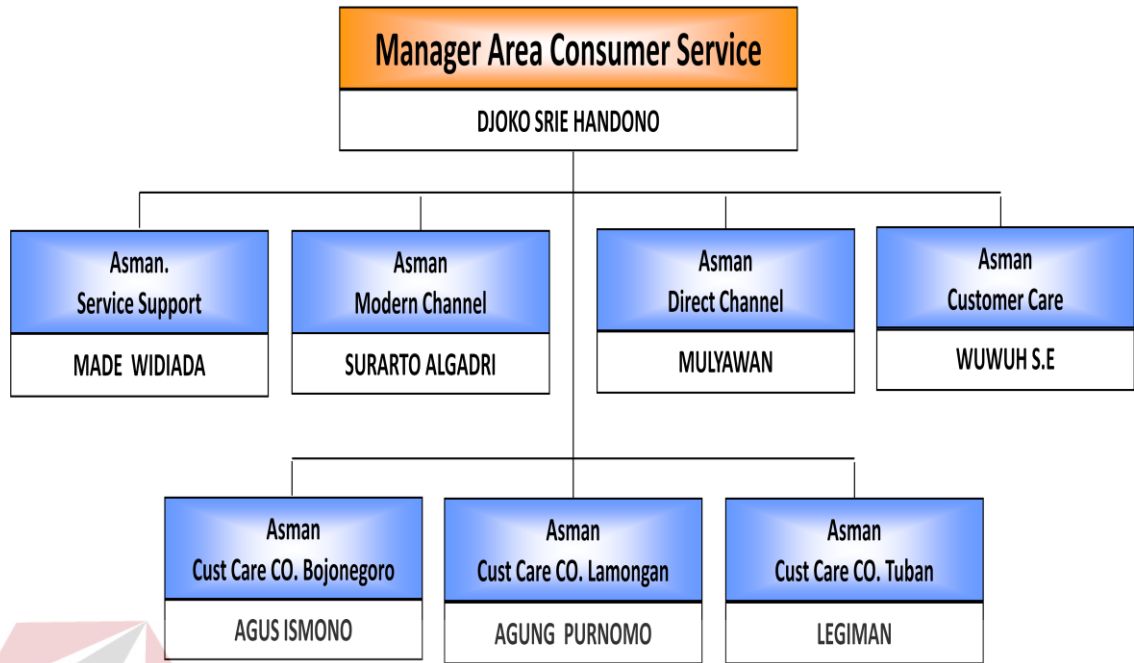 Manager Area Consumer Service
DJOKO SRIE HANDONO
Asman.
Service Support
MADE WIDIADA
Asman
Modern Channel
SURARTO ALGADRI
Asman
Direct Channel
MULYAWAN
Asman
Customer Care
WUWUH S.E
Asman
Cust Care CO. Bojonegoro
AGUS ISMONO
Asman
Cust Care CO. Lamongan
AGUNG PURNOMO
Asman
Cust Care CO. Tuban
LEGIMAN